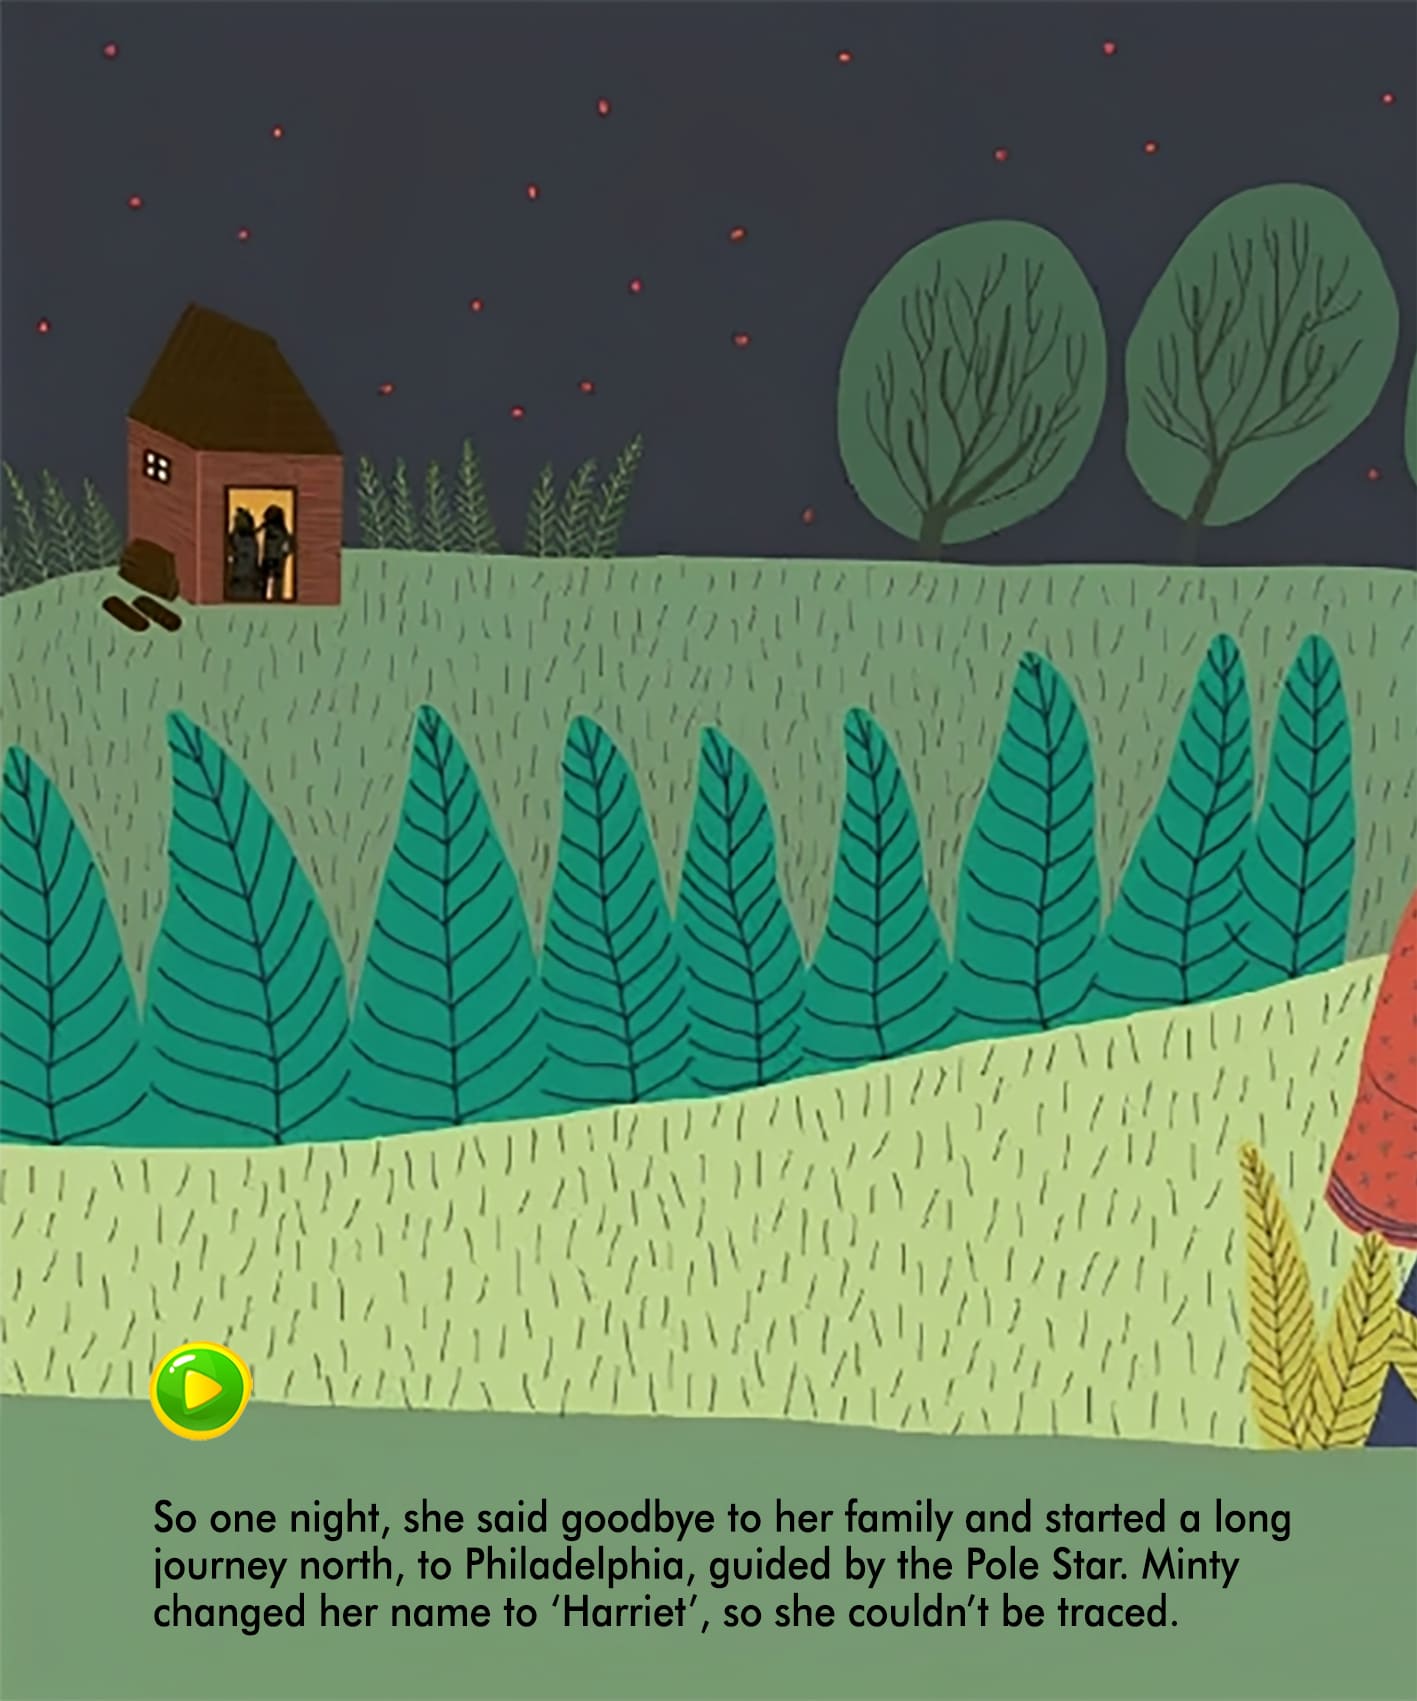 So one night, she said goodbye to her family and started a long
journey north, to Philadelphia, guided by the Pole Star. Minty
changed her name to ‘Harriet’, so she couldn’t be traced.